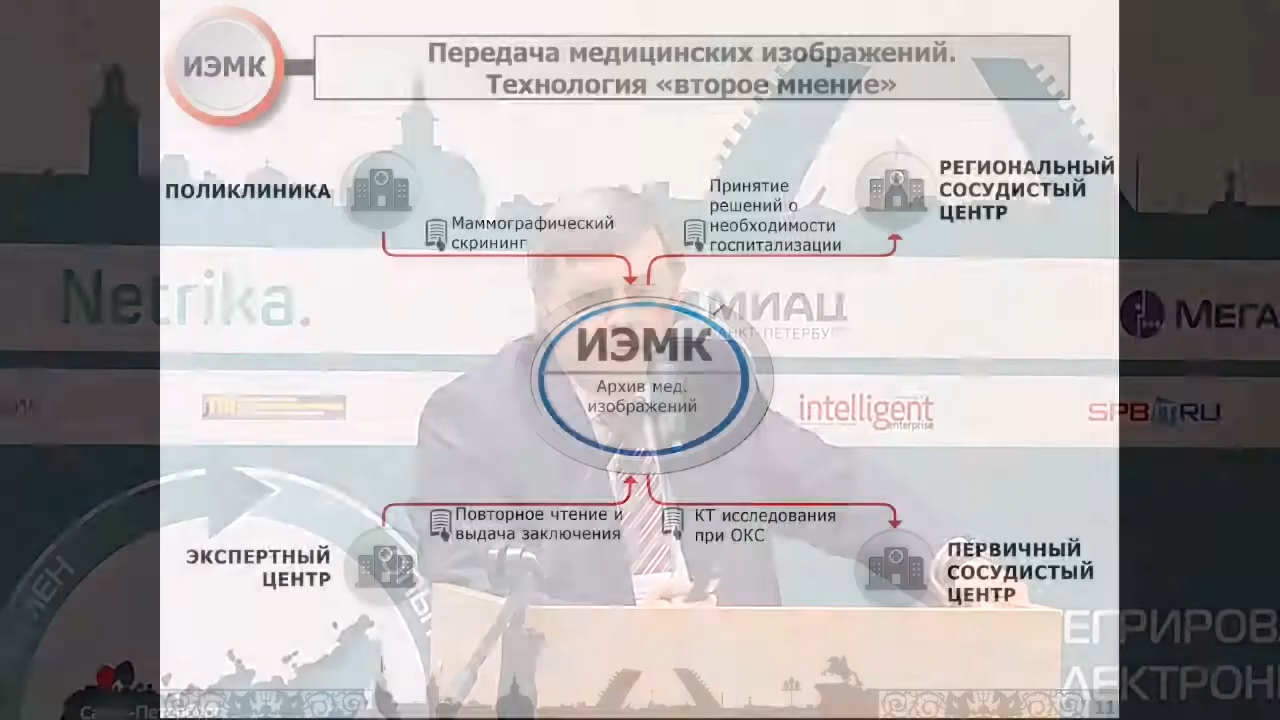 ИЭМК
Передача медицинских изображений.
Технология «второе мнение»
ПОЛИКЛИНИКА
Маммографический
скрининг
Принятие
решений о
необходимости
госпитализации
РЕГИОНАЛЬНЫЙ
СОСУДИСТЫЙ
ЦЕНТР
Netrika.
МИАЦ
МЕГА
ИЭМК
Архив мед.
изображений
intelligent
enterprise
SPB RU
Повторное чтение и
выдача заключения
КТ исследования
при ОКС
ЭКСПЕРТНЫЙ
ЦЕНТР
ПЕРВИЧНЫЙ
СОСУДИСТЫЙ
ЦЕНТР
ЕГРИРОВ
ЛЕКТРОН
11